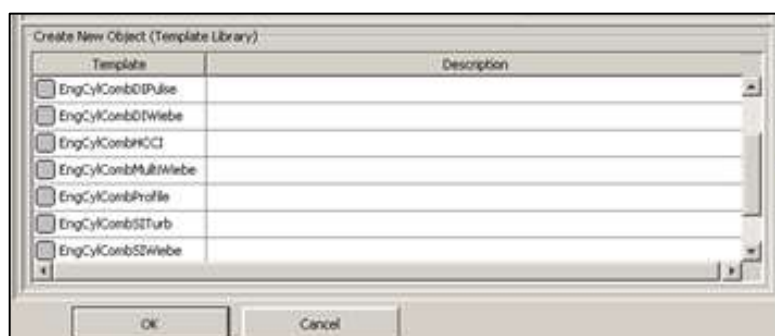 Create New Object (Template Library)
Template Description
EngCylCombDIPulse
EngCylCombDIWiebe
EngCylCombHCCI
EngCylCombMultiWiebe
EngCylCombProfile
EngCylCombSITurb
EngCylCombSIWiebe
OK Cancel